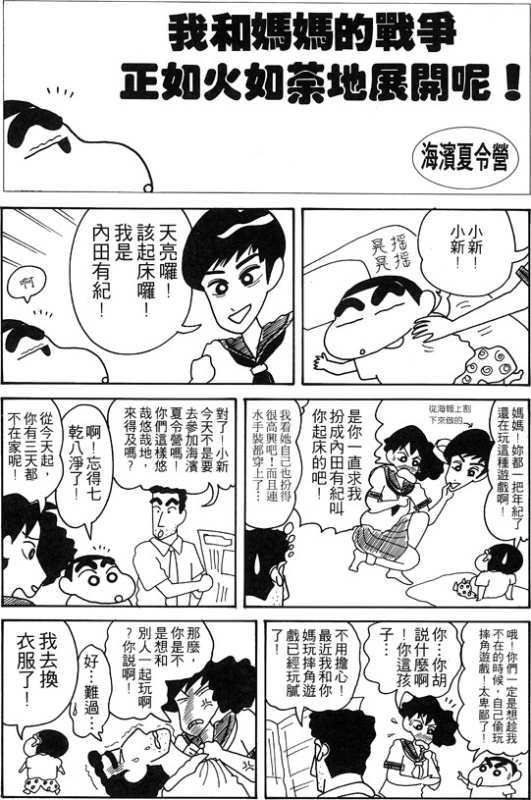 我和媽媽的戰爭
正如火如荼地展開呢！
海濱夏令營
小新！
小新！
搖搖
晃晃
天亮囉！
該起床囉！
我是
內田有紀！
啊
媽媽！妳都一把年紀了
還在玩這種遊戲啊！
從海報上割
下來做的
是你一直求我
扮成內田有紀叫
你起床的吧！
我看她自己也扮得
很高興吧！而且連
水手裝都穿上了…
對了！小新
今天不是要
去參加海濱
夏令營嗎！
你們這樣悠
哉悠哉地，
來得及嗎？
啊！忘得七
乾八淨了！
從今天起，
你有三天都
不在家呢！
哦！你們一定是想趁我
不在的時候，自己偷玩
摔角遊戲！太卑鄙了！
你…你胡
說什麼啊
！你這孩
子…
不用擔心！
最近我和你
媽玩摔角遊
戲已經玩膩
了！
那麼，
你是不
是想和
別人一起玩啊
？你說啊！
好…難過…
我去換
衣服了！